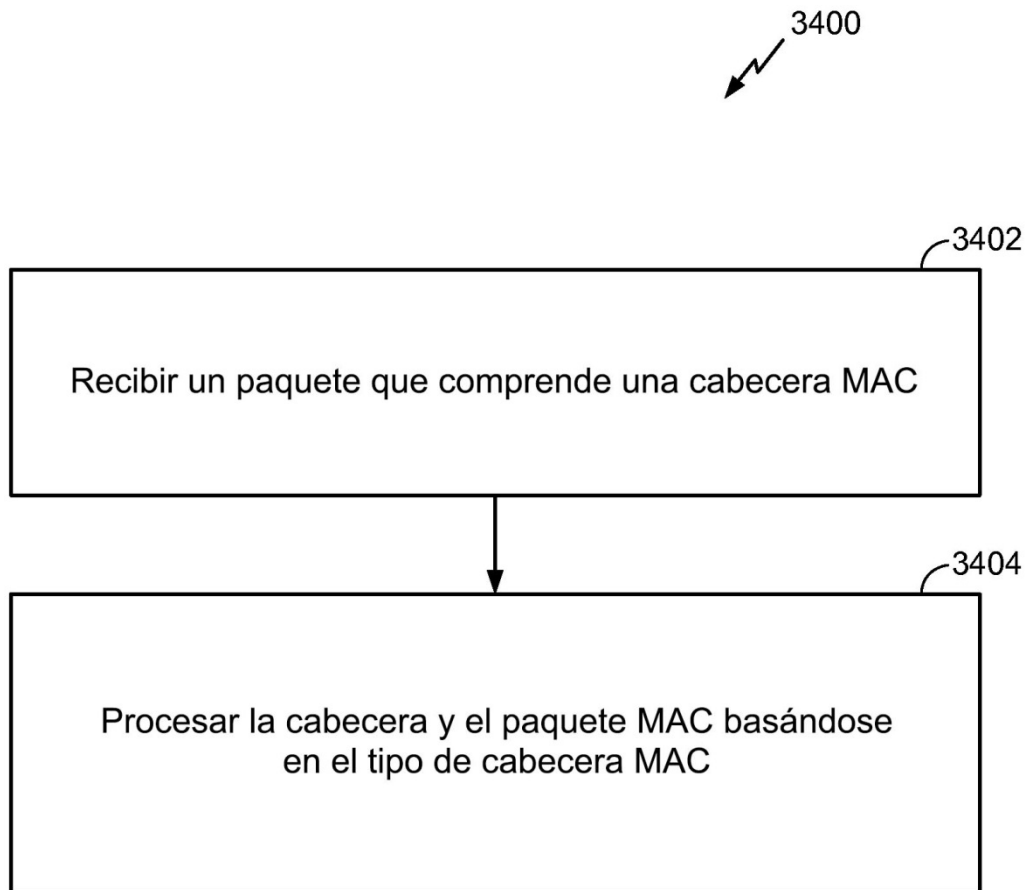 3400
3402
Recibir un paquete que comprende una cabecera MAC
3404
Procesar la cabecera y el paquete MAC basándose
en el tipo de cabecera MAC